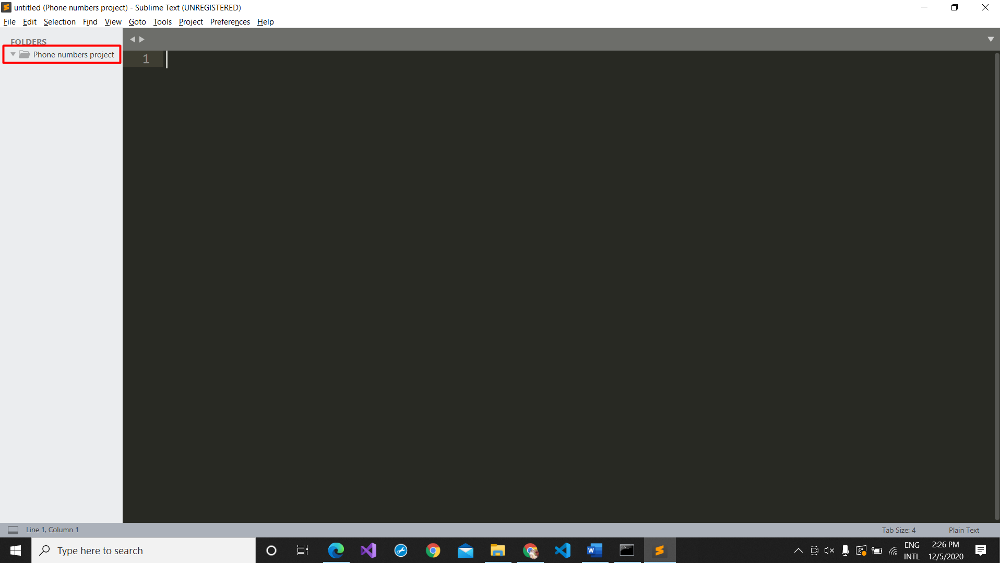 untitled (Phone numbers project) - Sublime Text (UNREGISTERED)
File Edit Selection Find View Goto Tools Project Preferences Help
FOLDERS
Phone numbers project
1
Line 1, Column 1
Tab Size: 4
Plain Text
Type here to search
ENG
INTL
2:26 PM
12/5/2020